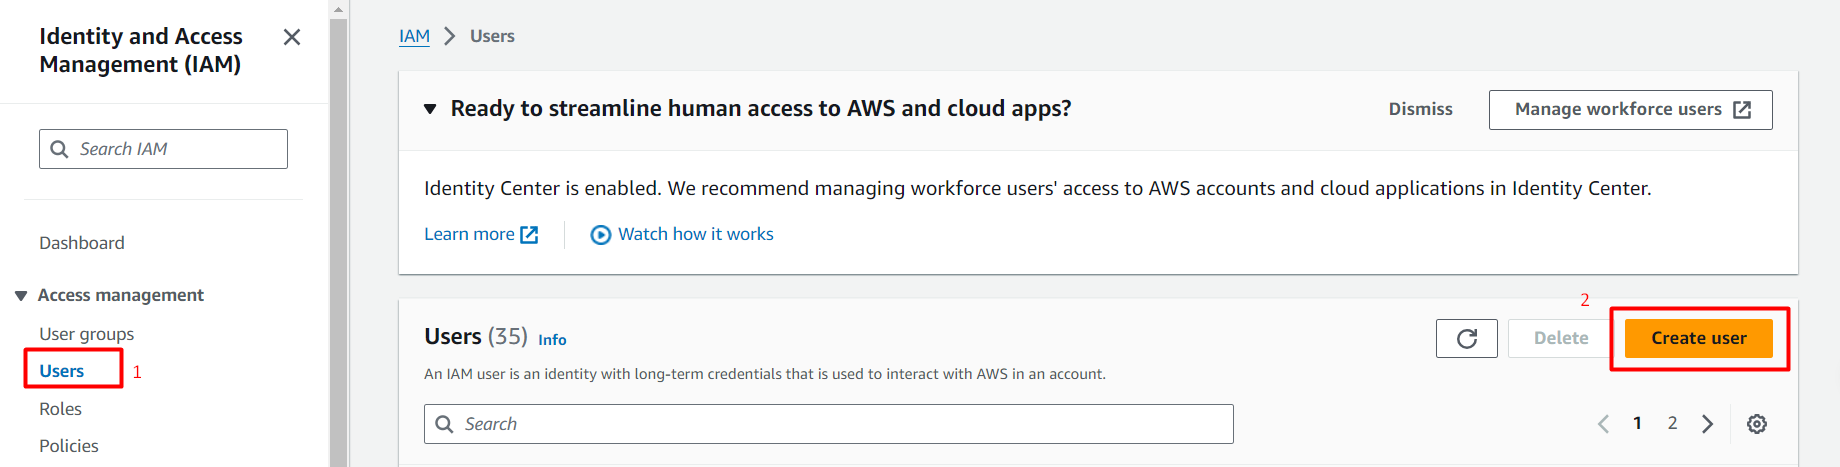 Identity and Access
Management (IAM)
Search IAM
Dashboard
Access management
User groups
Users 1
Roles
Policies
IAM > Users
Ready to streamline human access to AWS and cloud apps?
Dismiss
Manage workforce users
Identity Center is enabled. We recommend managing workforce users' access to AWS accounts and cloud applications in Identity Center.
Learn more
Watch how it works
2
Users (35) Info
Delete
Create user
An IAM user is an identity with long-term credentials that is used to interact with AWS in an account.
Search
1 2